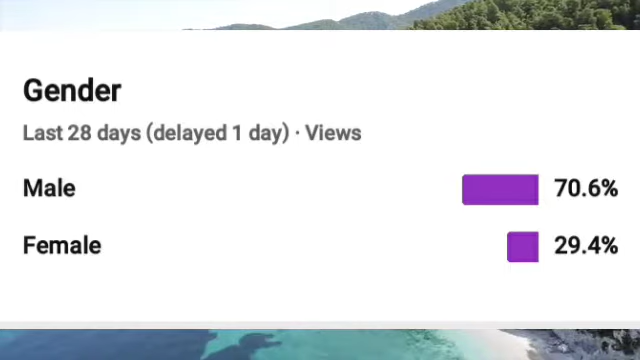 Gender
Last 28 days (delayed 1 day) · Views
Male 70.6%
Female 29.4%